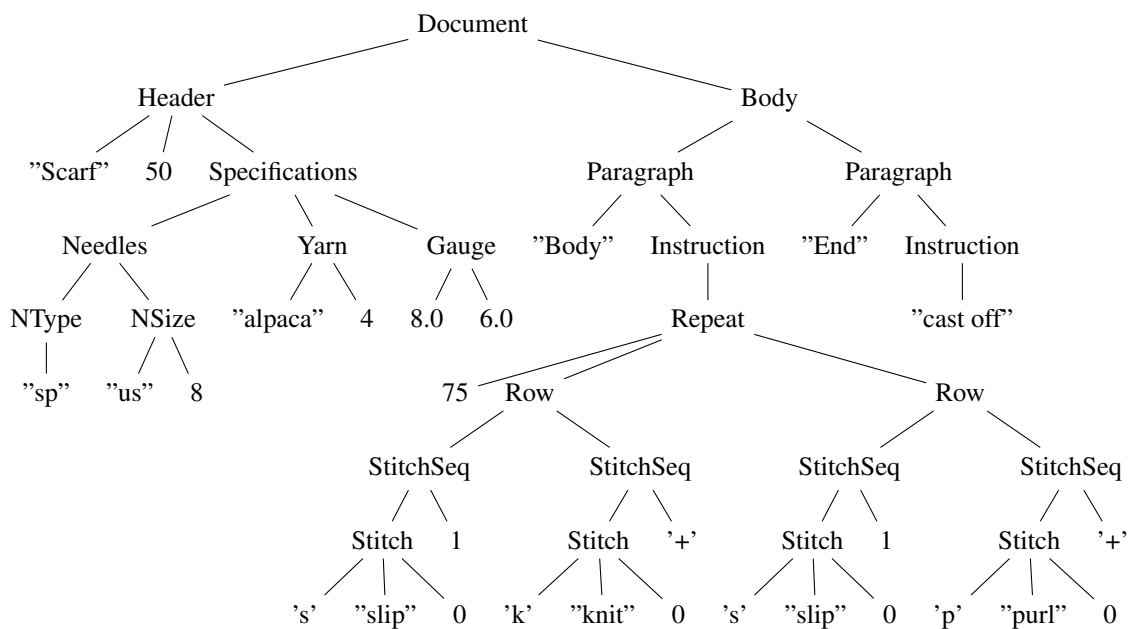 Document
Header Body
”Scarf” 50 Specifications Paragraph Paragraph
Needles Yarn Gauge ”Body” Instruction ”End” Instruction
NType NSize ”alpaca” 4 8.0 6.0 Repeat ”cast off”
”sp” ”us” 8 75 Row Row
StitchSeq StitchSeq StitchSeq StitchSeq
Stitch 1 Stitch ’+’ Stitch 1 Stitch ’+’
’s’ ”slip” 0 ’k’ ”knit” 0 ’s’ ”slip” 0 ’p’ ”purl” 0